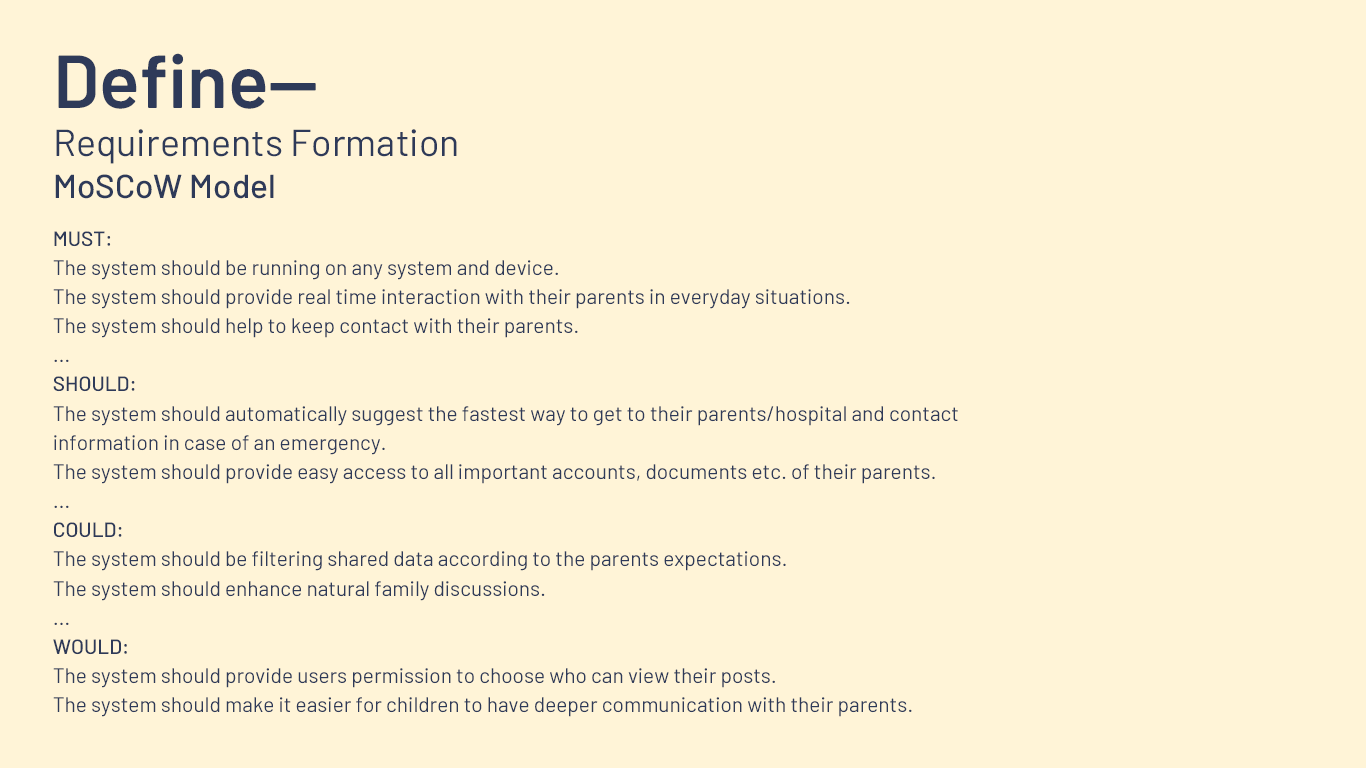 Define—
Requirements Formation
MoSCoW Model
MUST:
The system should be running on any system and device.
The system should provide real time interaction with their parents in everyday situations.
The system should help to keep contact with their parents.
...
SHOULD:
The system should automatically suggest the fastest way to get to their parents/hospital and contact
information in case of an emergency.
The system should provide easy access to all important accounts, documents etc. of their parents.
...
COULD:
The system should be filtering shared data according to the parents expectations.
The system should enhance natural family discussions.
...
WOULD:
The system should provide users permission to choose who can view their posts.
The system should make it easier for children to have deeper communication with their parents.